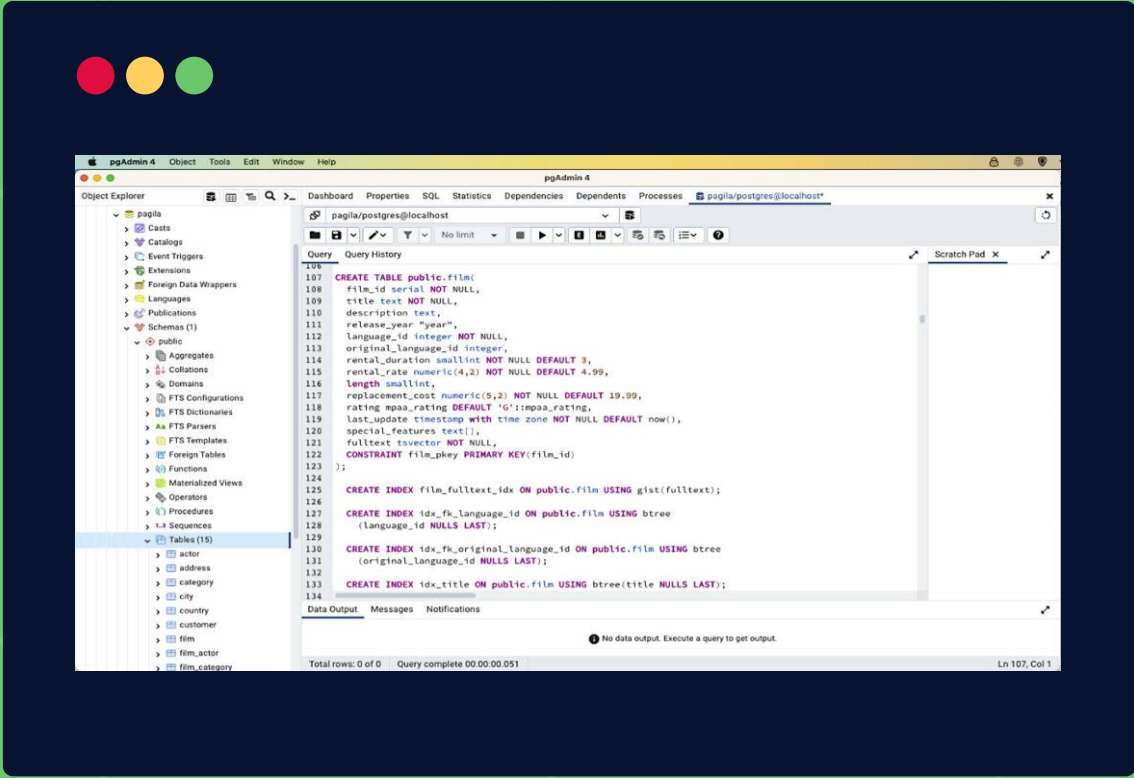 pgAdmin 4 Object Tools Edit Window Help
pgAdmin 4
Object Explorer
Dashboard Properties SQL Statistics Dependencies Dependents Processes pagila/postgres@localhost*
pagila/postgres@localhost
No limit
Query Query History
Scratch Pad
pagila
Casts
Catalogs
Event Triggers
Extensions
Foreign Data Wrappers
Languages
Publications
Schemas (1)
public
Aggregates
Collations
Domains
FTS Configurations
FTS Dictionaries
FTS Parsers
FTS Templates
Foreign Tables
Functions
Materialized Views
Operators
Procedures
Sequences
Tables (15)
actor
address
category
city
country
customer
film
film_actor
film_category
106
107 CREATE TABLE public.film(
108 film_id serial NOT NULL,
109 title text NOT NULL,
110 description text,
111 release_year "year",
112 language_id integer NOT NULL,
113 original_language_id integer,
114 rental_duration smallint NOT NULL DEFAULT 3,
115 rental_rate numeric(4,2) NOT NULL DEFAULT 4.99,
116 length smallint,
117 replacement_cost numeric(5,2) NOT NULL DEFAULT 19.99,
118 rating mpaa_rating DEFAULT 'G'::mpaa_rating,
119 last_update timestamp with time zone NOT NULL DEFAULT now(),
120 special_features text[],
121 fulltext tsvector NOT NULL,
122 CONSTRAINT film_pkey PRIMARY KEY(film_id)
123 );
124
125 CREATE INDEX film_fulltext_idx ON public.film USING gist(fulltext);
126
127 CREATE INDEX idx_fk_language_id ON public.film USING btree
128 (language_id NULLS LAST);
129
130 CREATE INDEX idx_fk_original_language_id ON public.film USING btree
131 (original_language_id NULLS LAST);
132
133 CREATE INDEX idx_title ON public.film USING btree(title NULLS LAST);
134
Data Output Messages Notifications
No data output. Execute a query to get output.
Total rows: 0 of 0 Query complete 00:00:00.051 Ln 107, Col 1